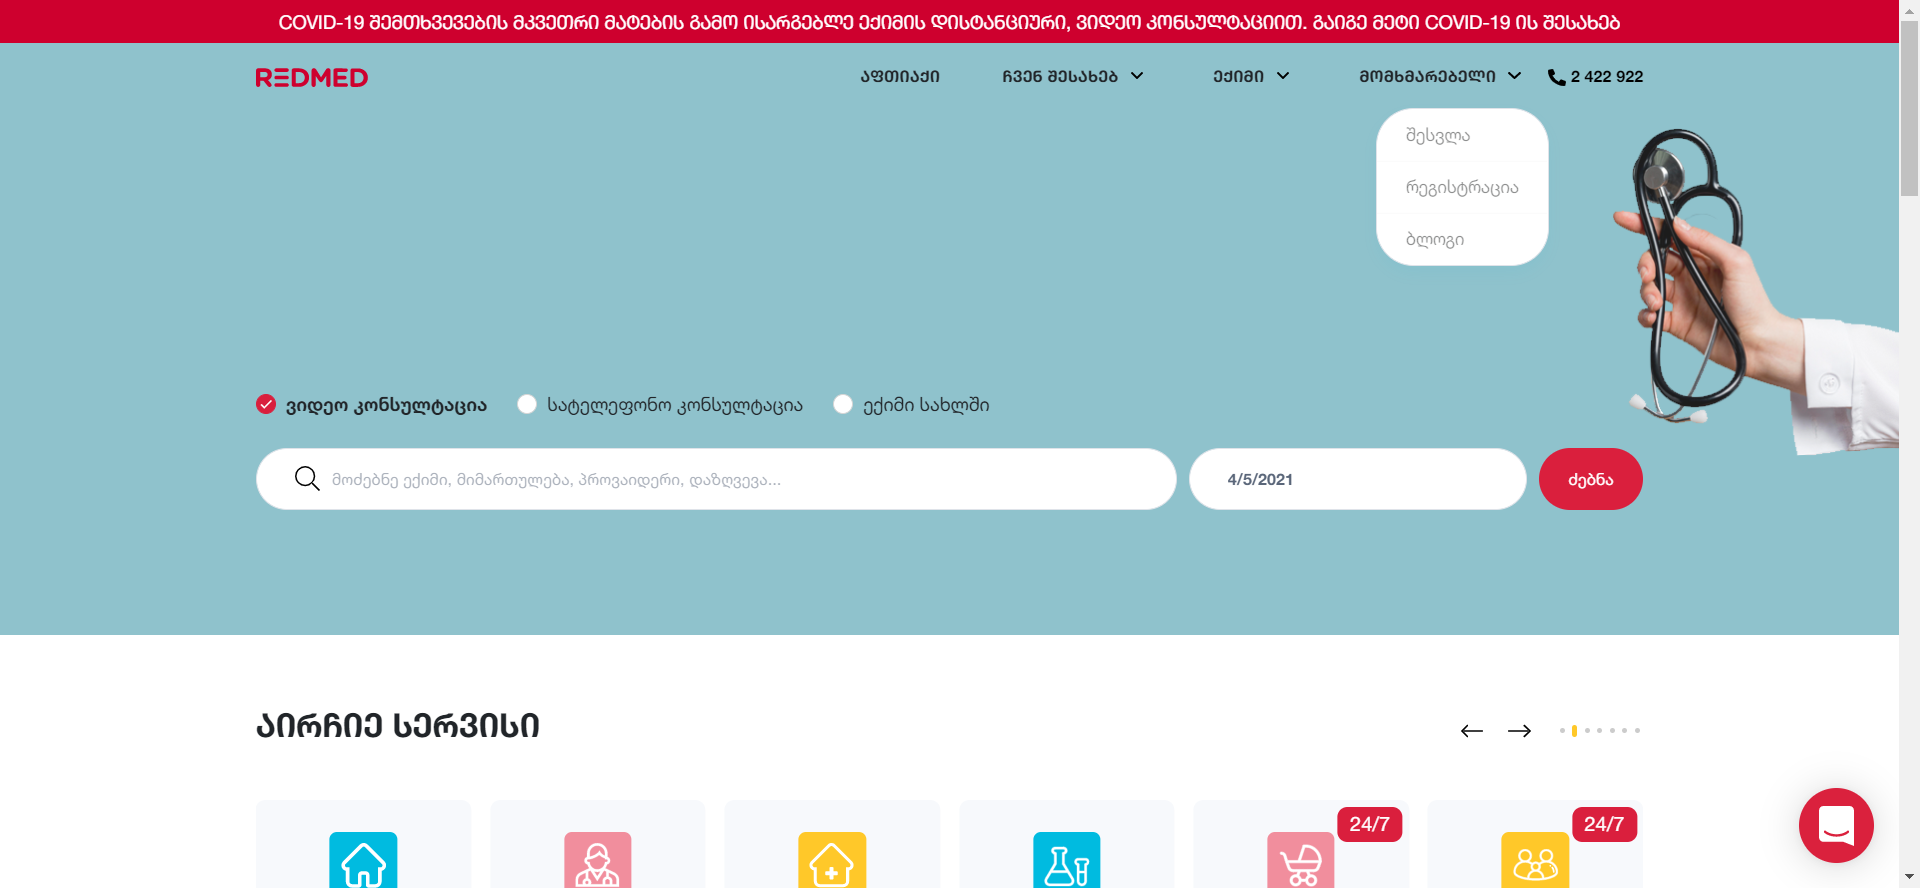 COVID-19 შემთხვევების მკვეთრი მატების გამო ისარგებლე ექიმის დისტანციური, ვიდეო კონსულტაციით. გაიგე მეტი COVID-19 ის შესახებ
REDMED
აფთიაქი ჩვენ შესახებ ექიმი მომხმარებელი 2 422 922
შესვლა
რეგისტრაცია
ბლოგი
ვიდეო კონსულტაცია სატელეფონო კონსულტაცია ექიმი სახლში
მოძებნე ექიმი, მიმართულება, პროვაიდერი, დაზღვევა... 4/5/2021 ძებნა
აირჩიე სერვისი
24/7 24/7